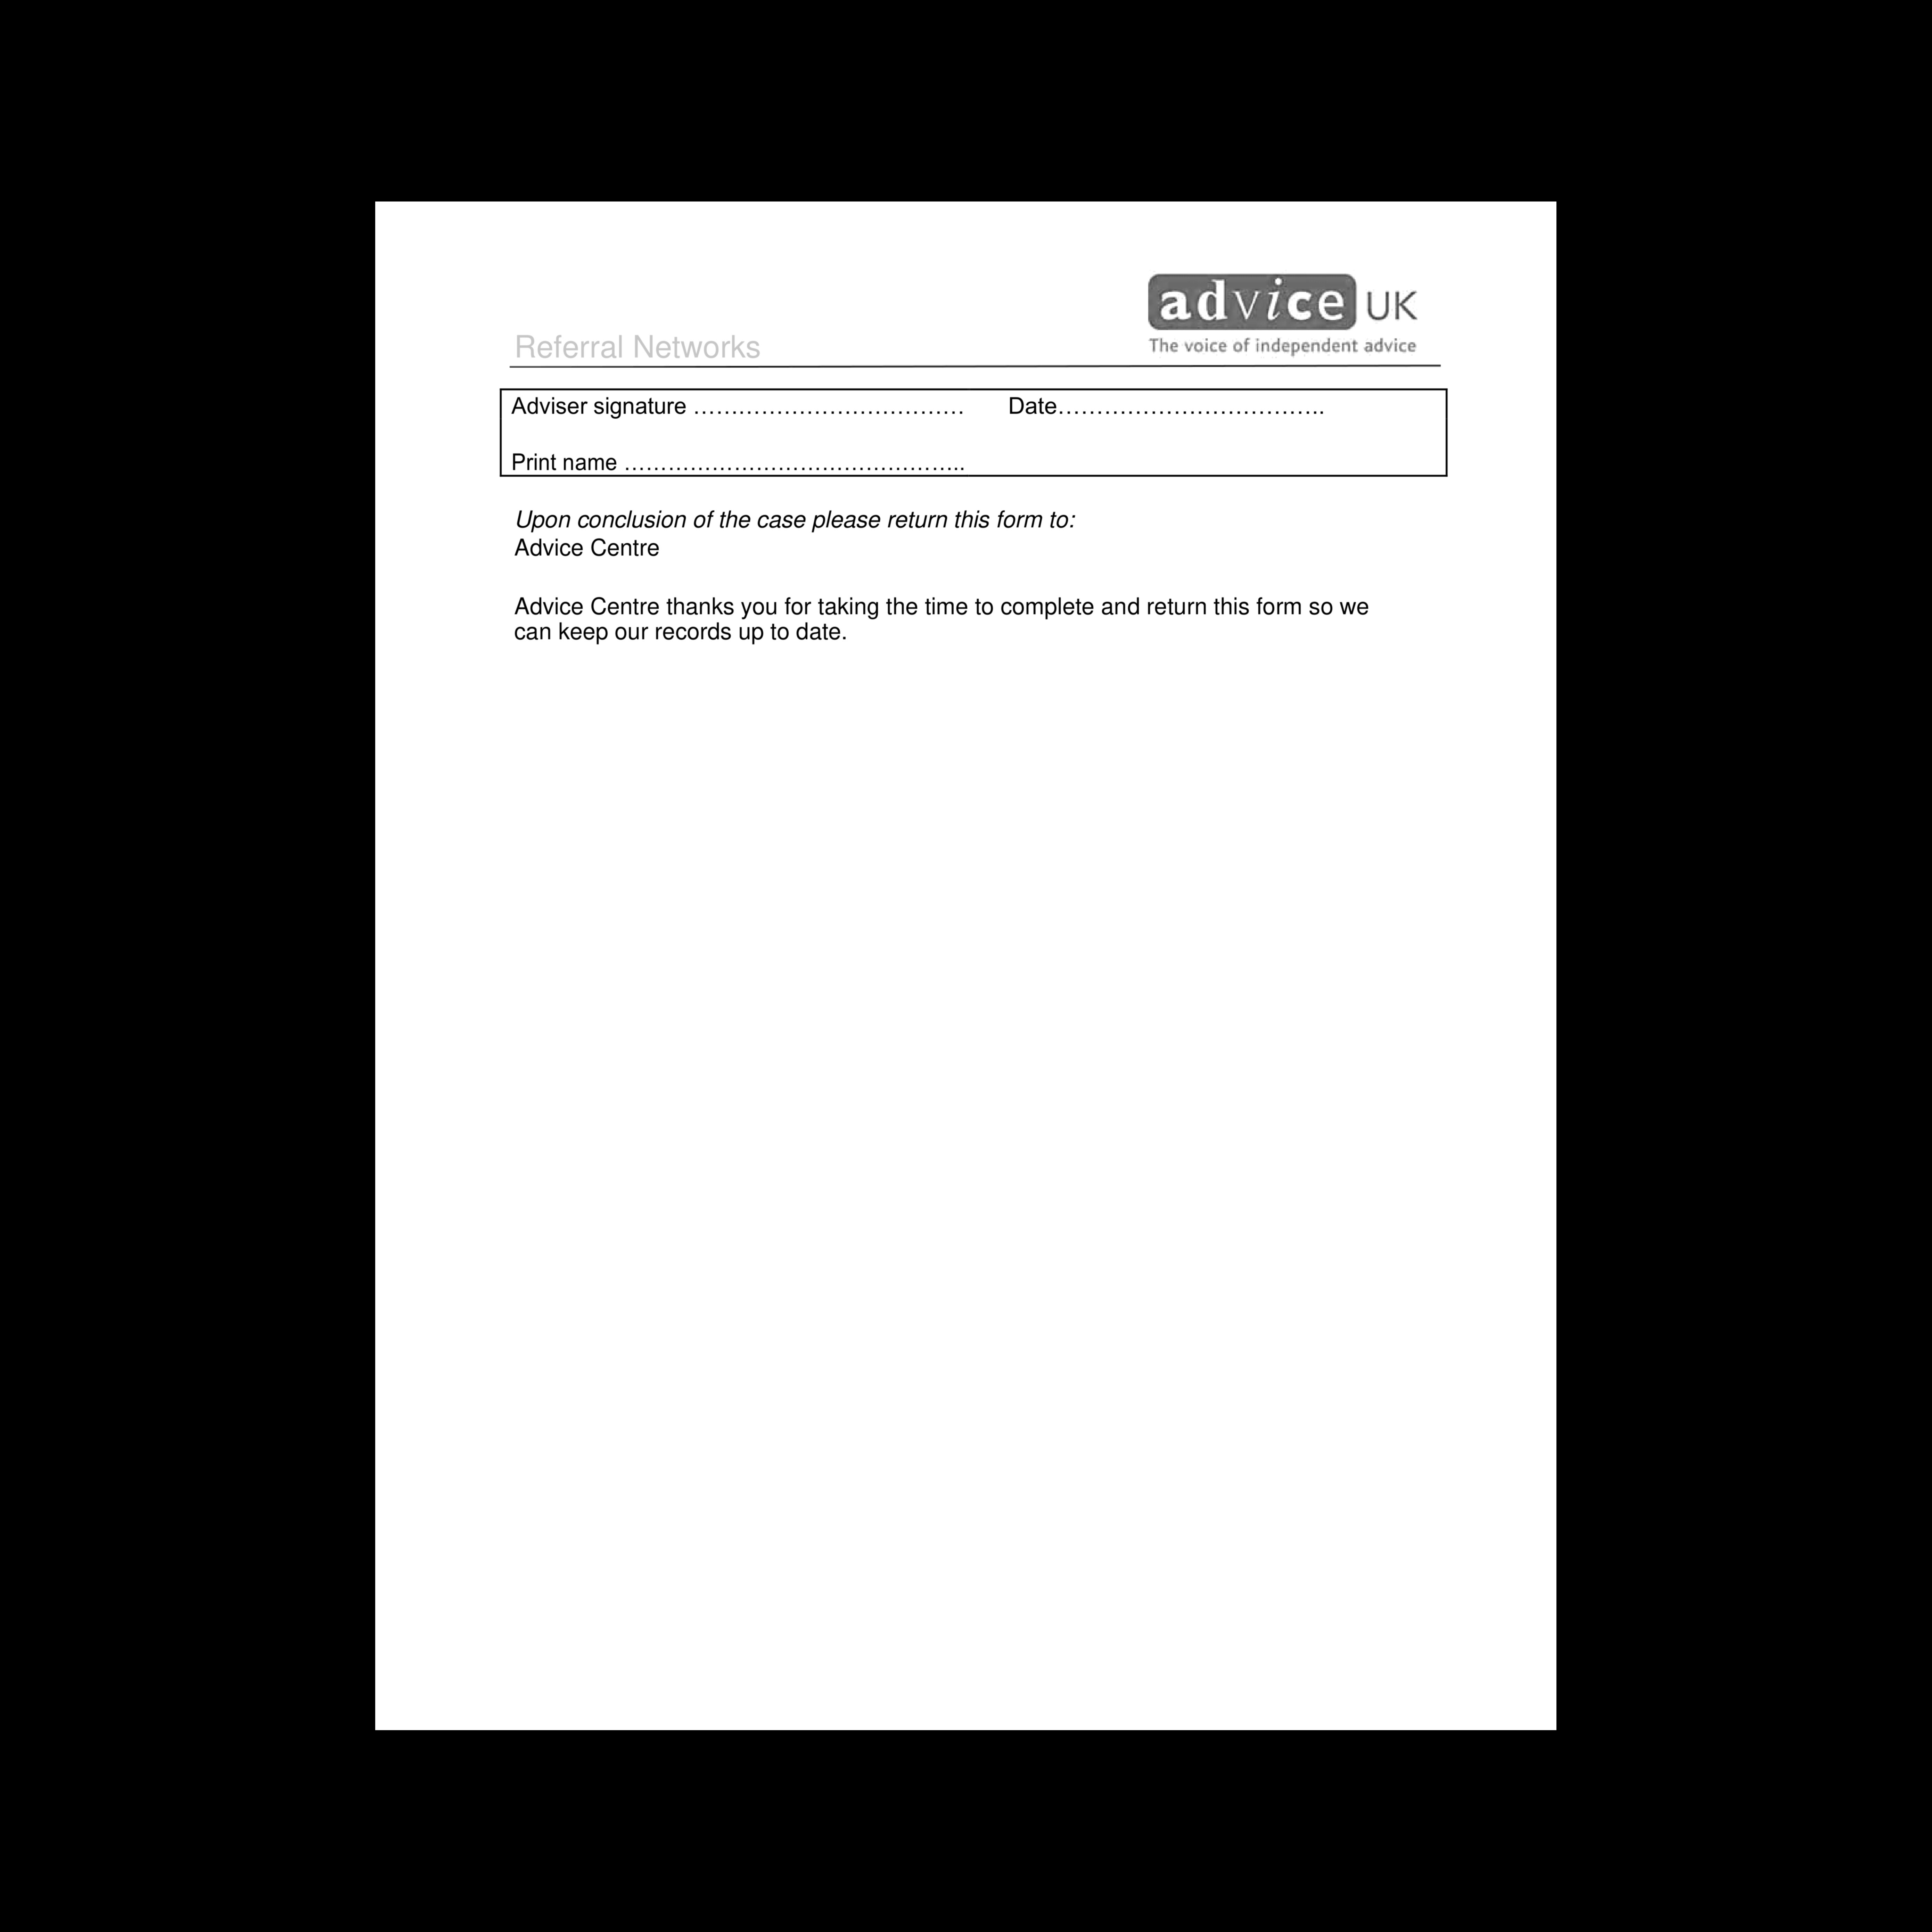 advice UK
The voice of independent advice
Referral Networks
Adviser signature ……………………………… Date……………………………..
Print name ……………………………………..
Upon conclusion of the case please return this form to:
Advice Centre
Advice Centre thanks you for taking the time to complete and return this form so we
can keep our records up to date.